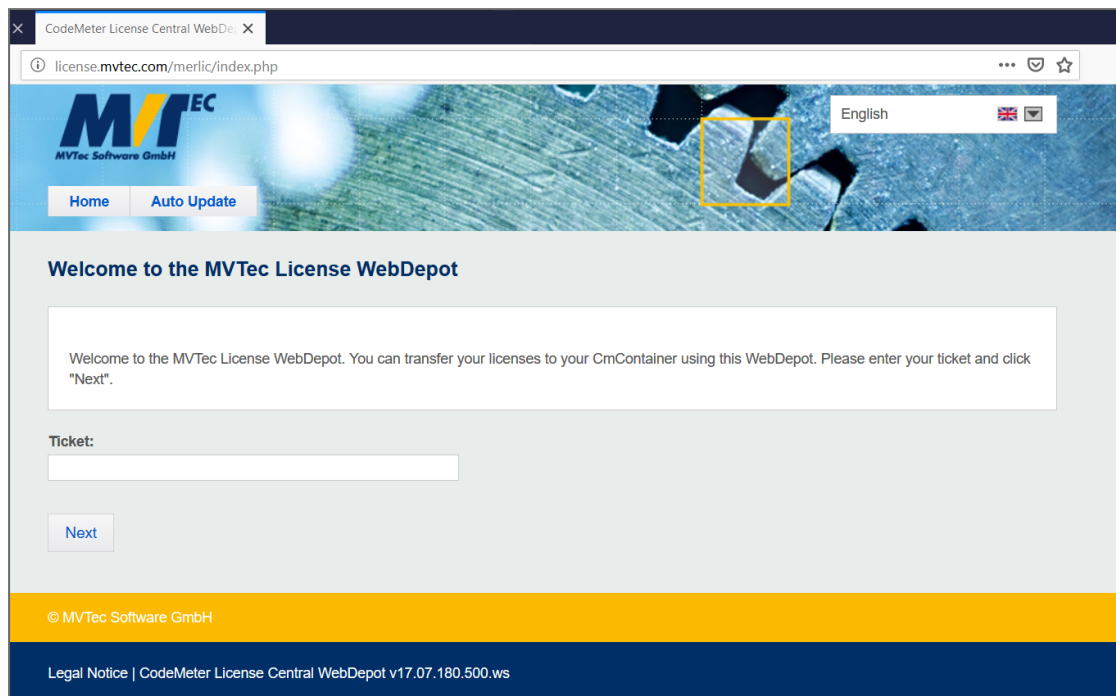 CodeMeter License Central WebDe
license.mvtec.com/merlic/index.php
MVTEC
MVTec Software GmbH
English
Home Auto Update
Welcome to the MVTec License WebDepot
Welcome to the MVTec License WebDepot. You can transfer your licenses to your CmContainer using this WebDepot. Please enter your ticket and click
"Next".
Ticket:
Next
© MVTec Software GmbH
Legal Notice | CodeMeter License Central WebDepot v17.07.180.500.ws